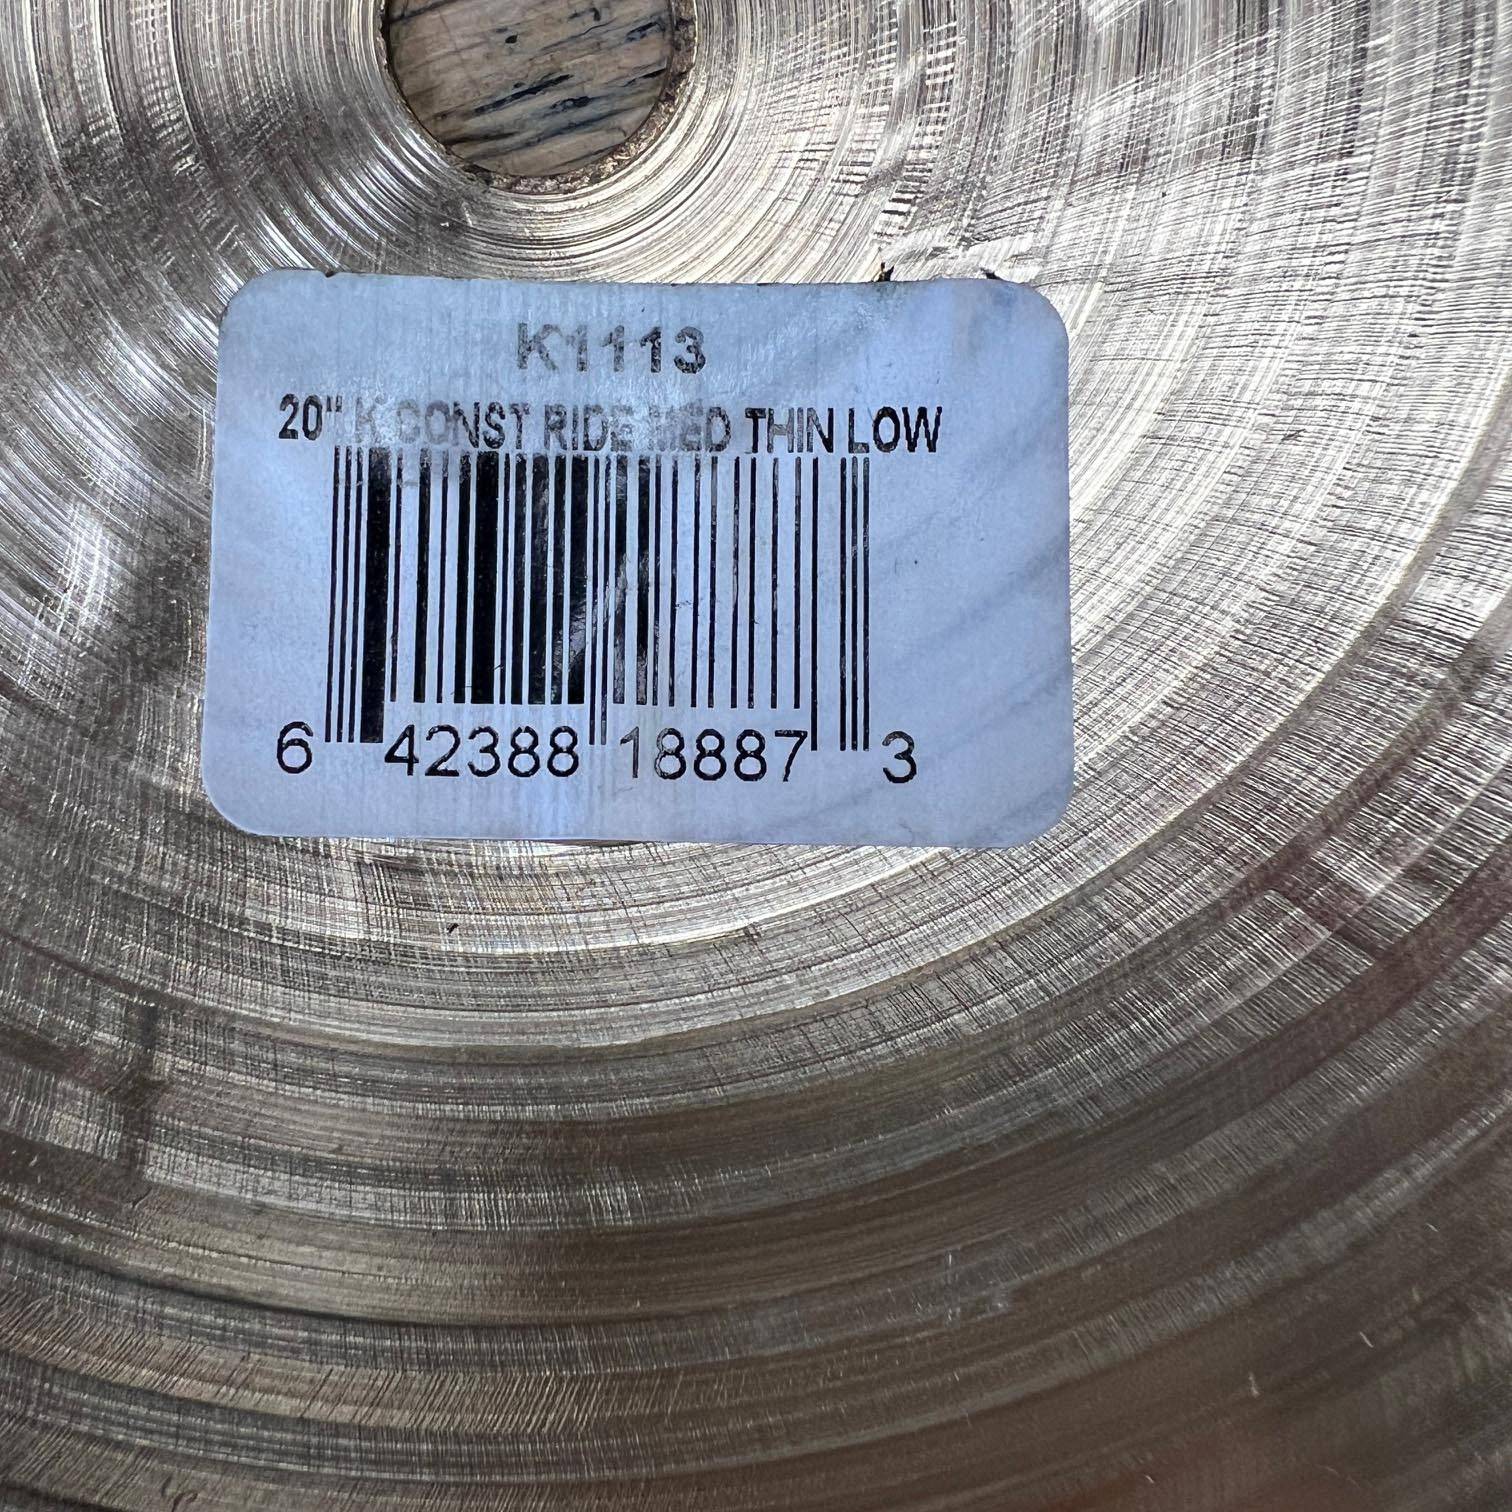 K1113
20" K CONST RIDE MED THIN LOW
6 42388 18887 3